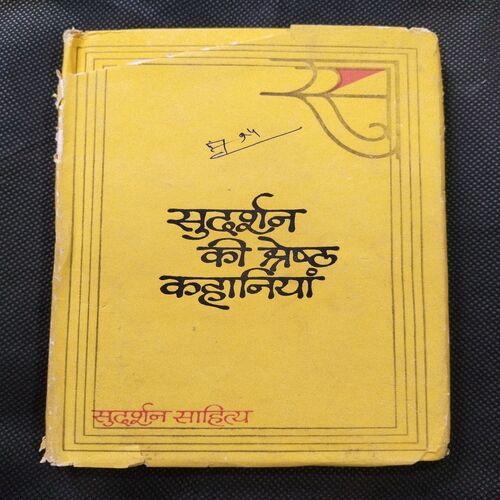 सुदर्शन
की श्रेष्ठ
कहानियां
सुदर्शन साहित्य